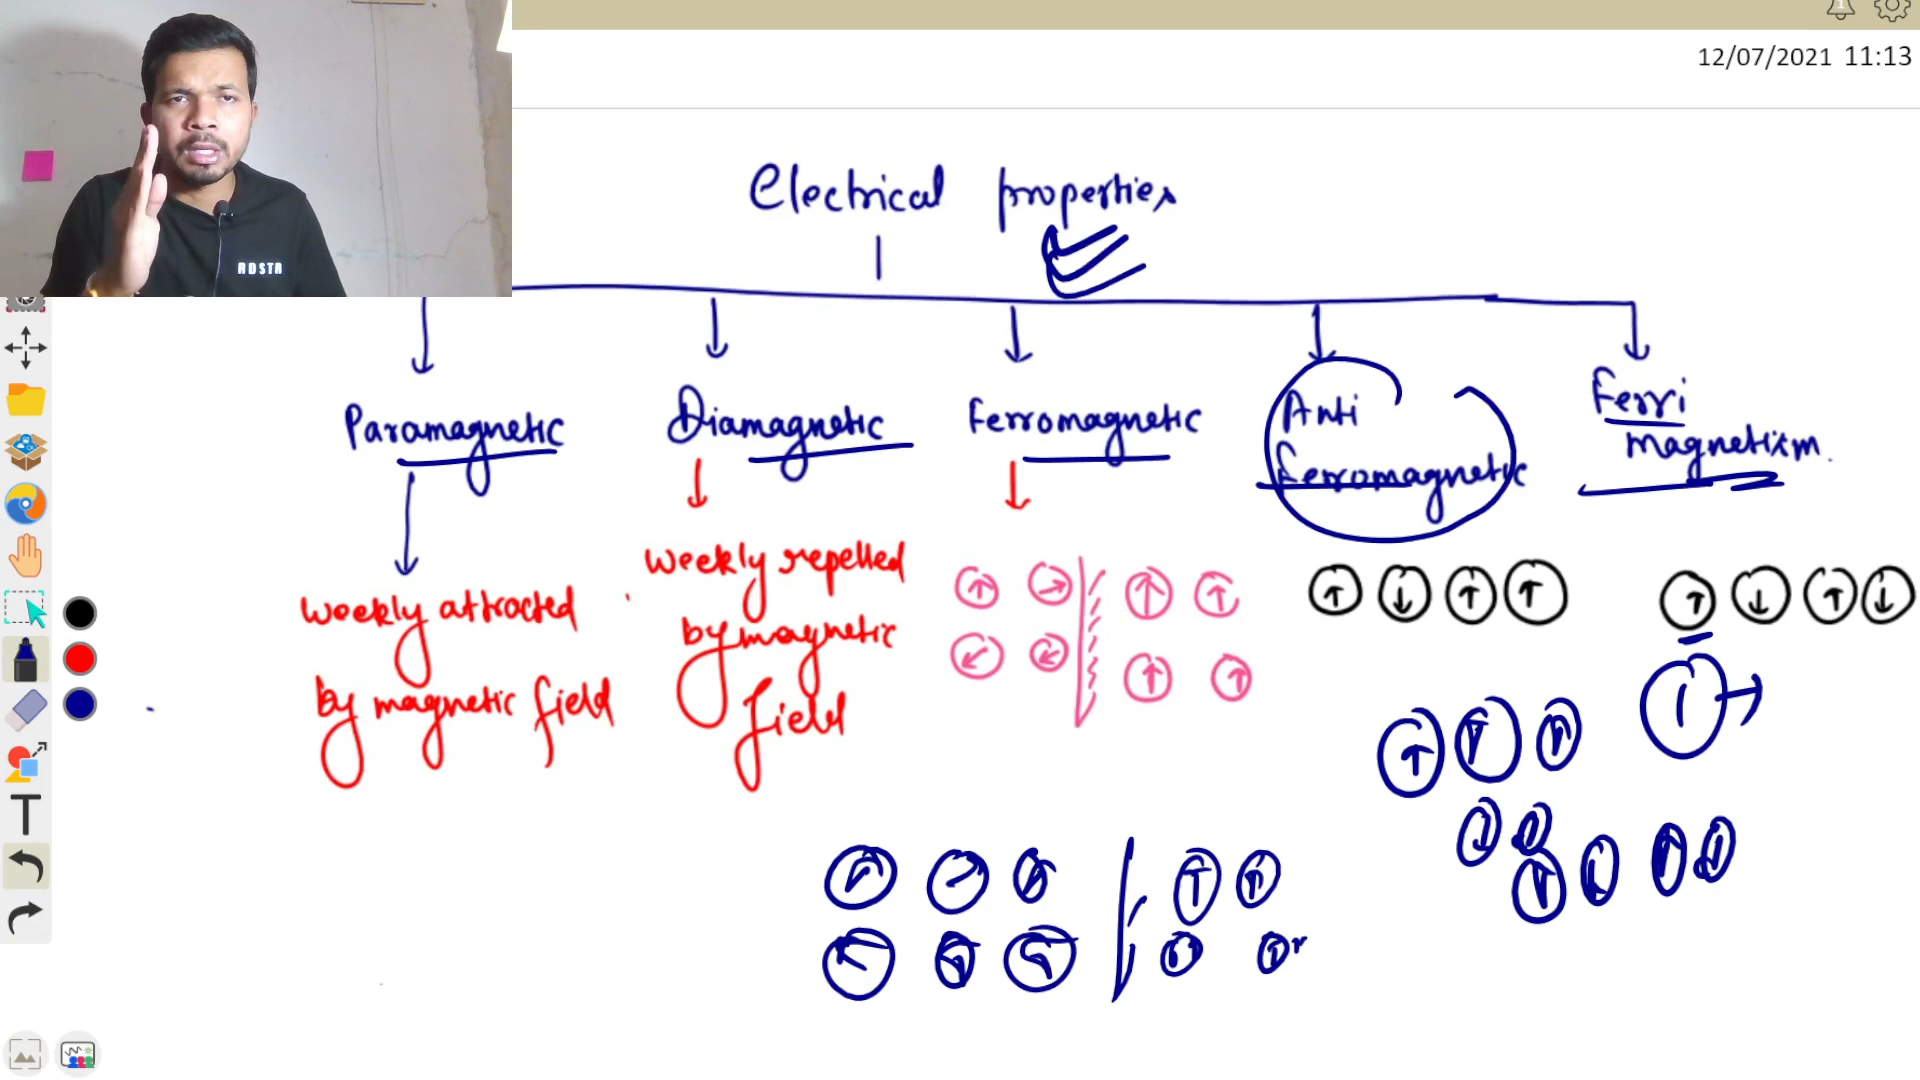 12/07/2021 11:13
ADSTR
Electrical properties
Paramagnetic
Diamagnetic
Ferromagnetic
Anti
ferromagnetic
Ferri
magnetism.
weekly attracted
by magnetic field
weekly repelled
by magnetic
field